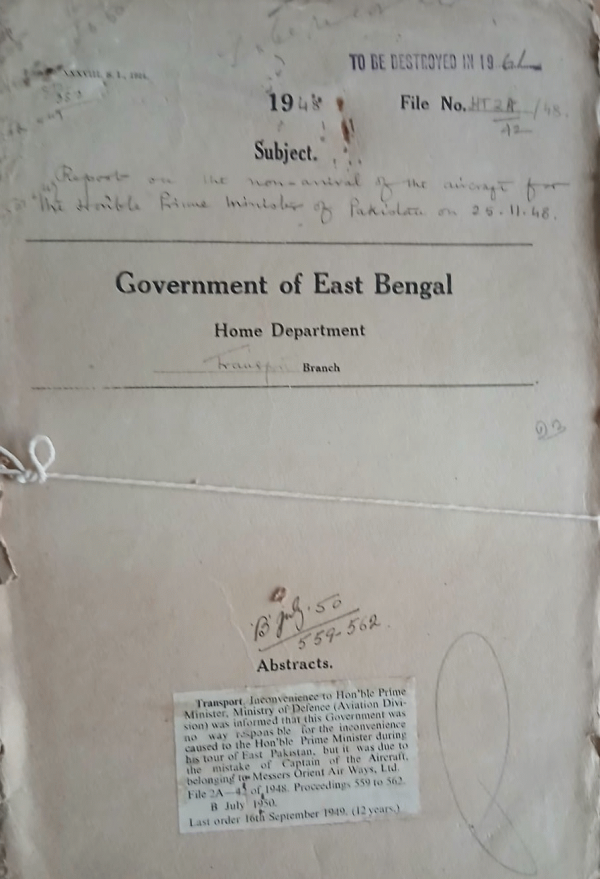 TO BE DESTROYED IN 19 61
1948
File No. HT 2A/48.
42
Subject.
Report on the non-arrival of the aircraft for
the Hon'ble Prime Minister of Pakistan on 25.11.48.
Government of East Bengal
Home Department
Transport Branch
'B' July. 50
559-562.
Abstracts.
Transport. Inconvenience to Hon'ble Prime
Minister, Ministry of Defence (Aviation Divi-
sion) was informed that this Government was
no way responsble for the inconvenience
caused to the Hon'ble Prime Minister during
his tour of East Pakistan, but it was due to
the mistake of Captain of the Aircraft,
belonging to Messers Orient Air Ways, Ltd.
File 2A—42 of 1948. Proceedings 559 to 562.
B July 1950.
Last order 16th September 1949. (12 years.)